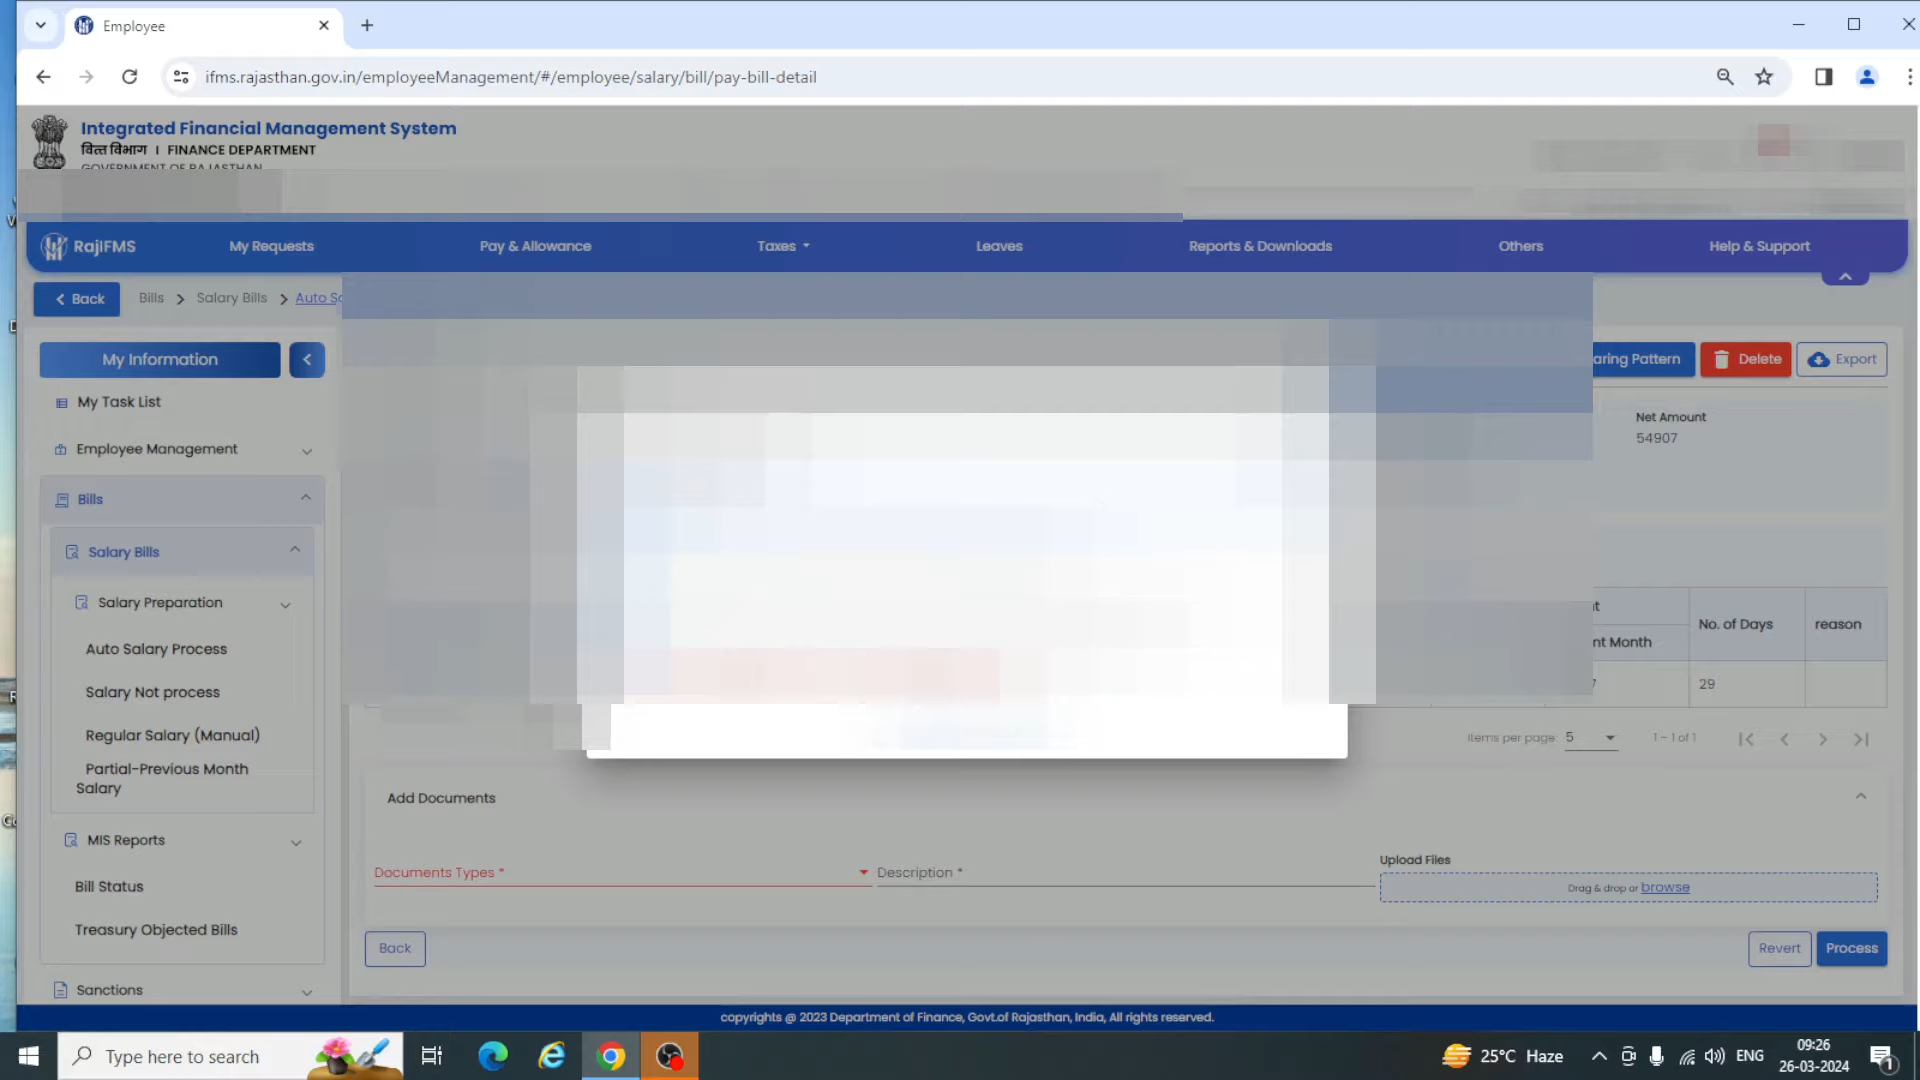 Employee
ifms.rajasthan.gov.in/employeeManagement/#/employee/salary/bill/pay-bill-detail
Integrated Financial Management System
वित्त विभाग | FINANCE DEPARTMENT
GOVERNMENT OF RAJASTHAN
RajIFMS My Requests Pay & Allowance Taxes Leaves Reports & Downloads Others Help & Support
Back Bills Salary Bills Auto
My Information
aring Pattern Delete Export
My Task List
Net Amount
54907
Employee Management
Bills
Salary Bills
Salary Preparation
Auto Salary Process
Salary Not process
Regular Salary (Manual)
Partial-Previous Month
Salary
MIS Reports
Bill Status
Treasury Objected Bills
Sanctions
No. of Days reason
nt Month
29
Items per page: 5 1 – 1 of 1
Add Documents
Documents Types * Description *
Upload Files
Drag & drop or browse
Back Revert Process
copyrights @ 2023 Department of Finance, Govt.of Rajasthan, India, All rights reserved.
Type here to search
25°C Haze ENG
09:26
26-03-2024
1